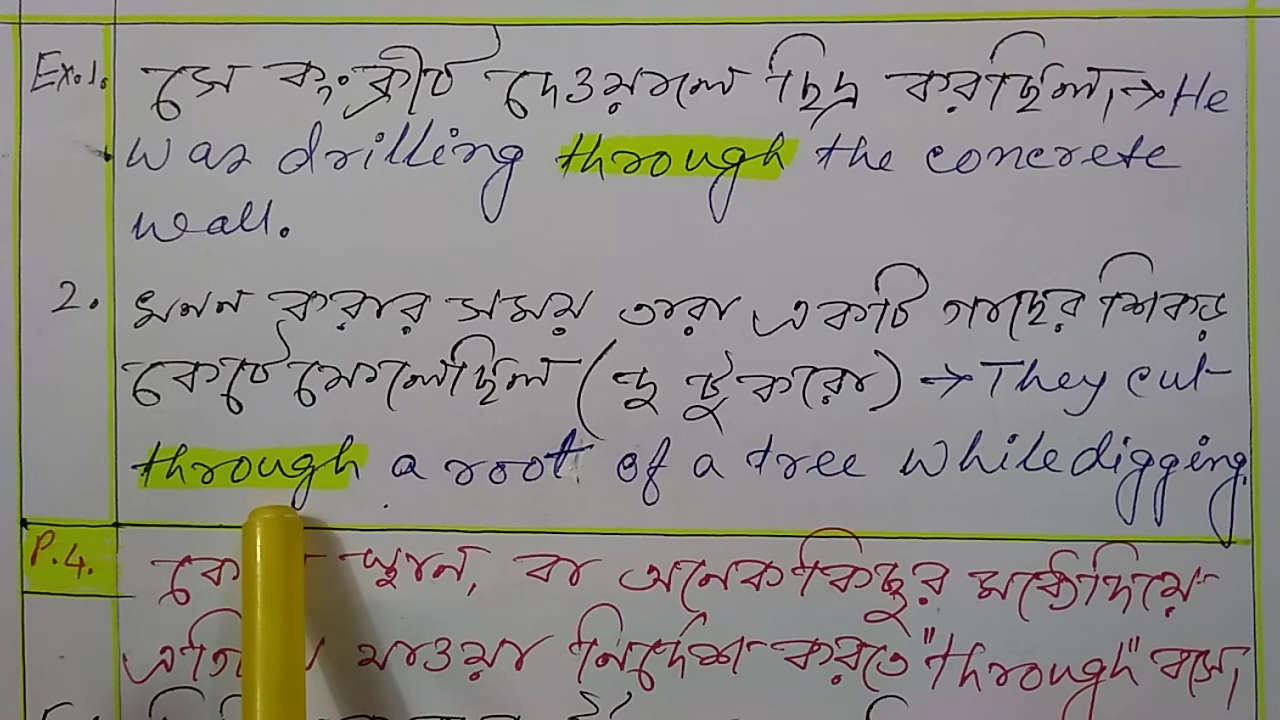 Ex.1. সে কংক্রীট দেওয়ালে ছিদ্র করছিল। → He
was drilling through the concrete
wall.
2. খনন করার সময় তারা একটি গাছের শিকড়
কেটে ফেলেছিল (দু টুকরো) → They cut
through a root of a tree while digging.
P.4. স্থান, বা অনেককিছুর মধ্যেদিয়ে
যাওয়া নির্দেশ করতে "through" বসে।